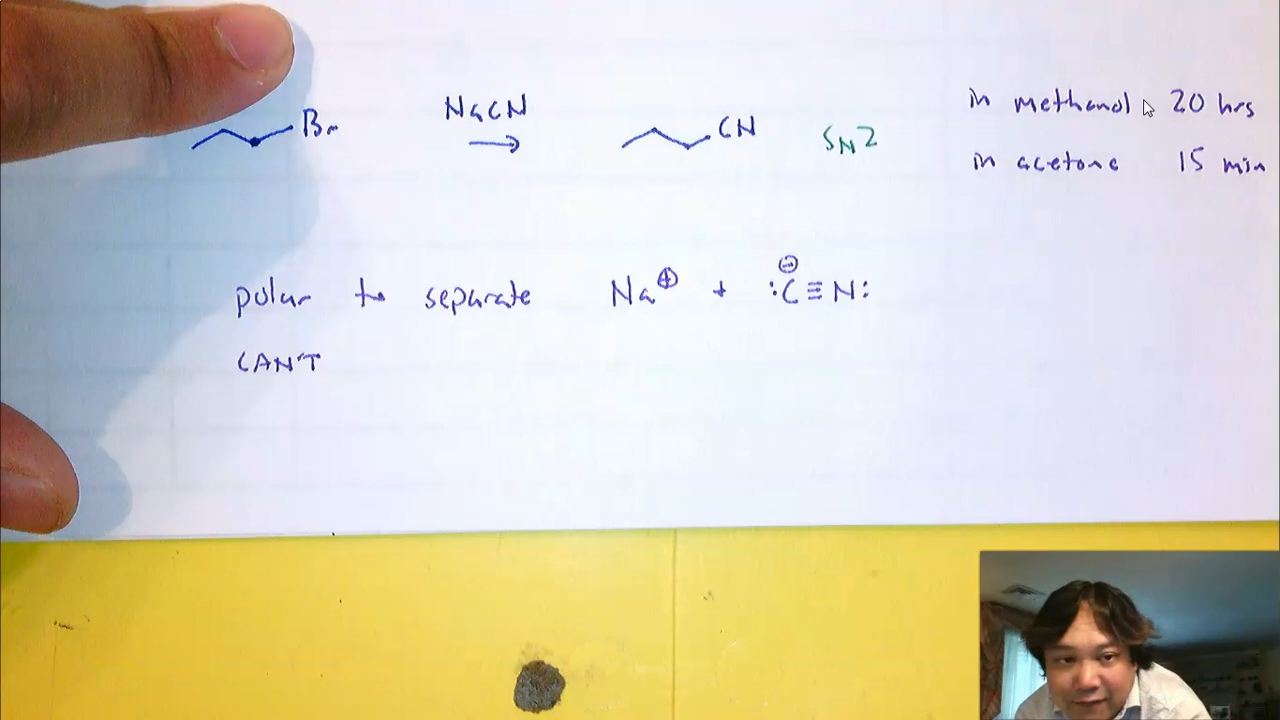 Br NaCN → CN SN2
in methanol 20 hrs
in acetone 15 min
polar to separate Na⊕ + :C≡N: ⊖
CAN'T